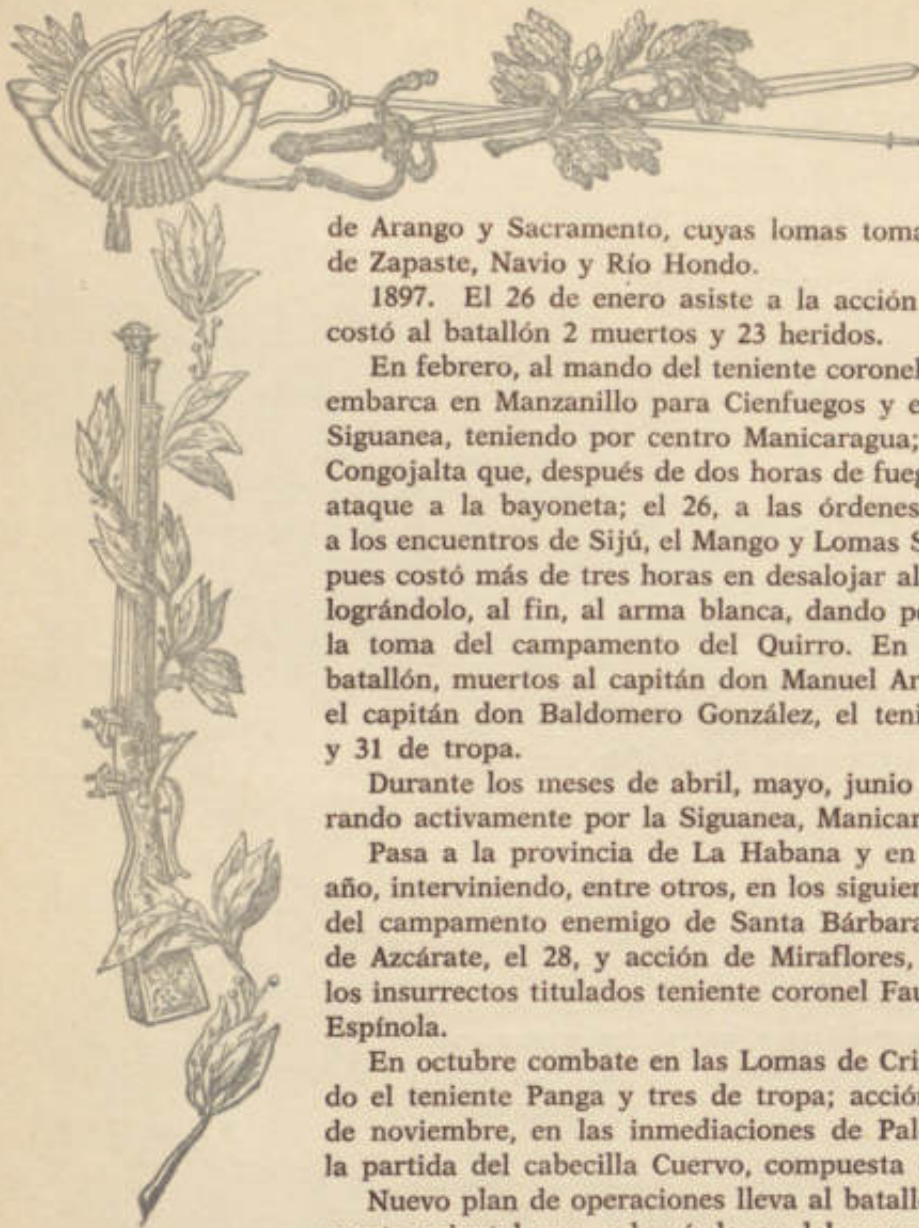 de Arango y Sacramento, cuyas lomas toma
de Zapaste, Navio y Río Hondo.
1897. El 26 de enero asiste a la acción
costó al batallón 2 muertos y 23 heridos.
En febrero, al mando del teniente coronel
embarca en Manzanillo para Cienfuegos y e
Siguanea, teniendo por centro Manicaragua;
Congojalta que, después de dos horas de fueg
ataque a la bayoneta; el 26, a las órdenes
a los encuentros de Sijú, el Mango y Lomas S
pues costó más de tres horas en desalojar al
lográndolo, al fin, al arma blanca, dando p
la toma del campamento del Quirro. En
batallón, muertos al capitán don Manuel Ar
el capitán don Baldomero González, el teni
y 31 de tropa.
Durante los meses de abril, mayo, junio
rando activamente por la Siguanea, Manicar
Pasa a la provincia de La Habana y en
año, interviniendo, entre otros, en los siguien
del campamento enemigo de Santa Bárbara
de Azcárate, el 28, y acción de Miraflores,
los insurrectos titulados teniente coronel Fau
Espínola.
En octubre combate en las Lomas de Cri
do el teniente Panga y tres de tropa; acción
de noviembre, en las inmediaciones de Pal
la partida del cabecilla Cuervo, compuesta
Nuevo plan de operaciones lleva al batall